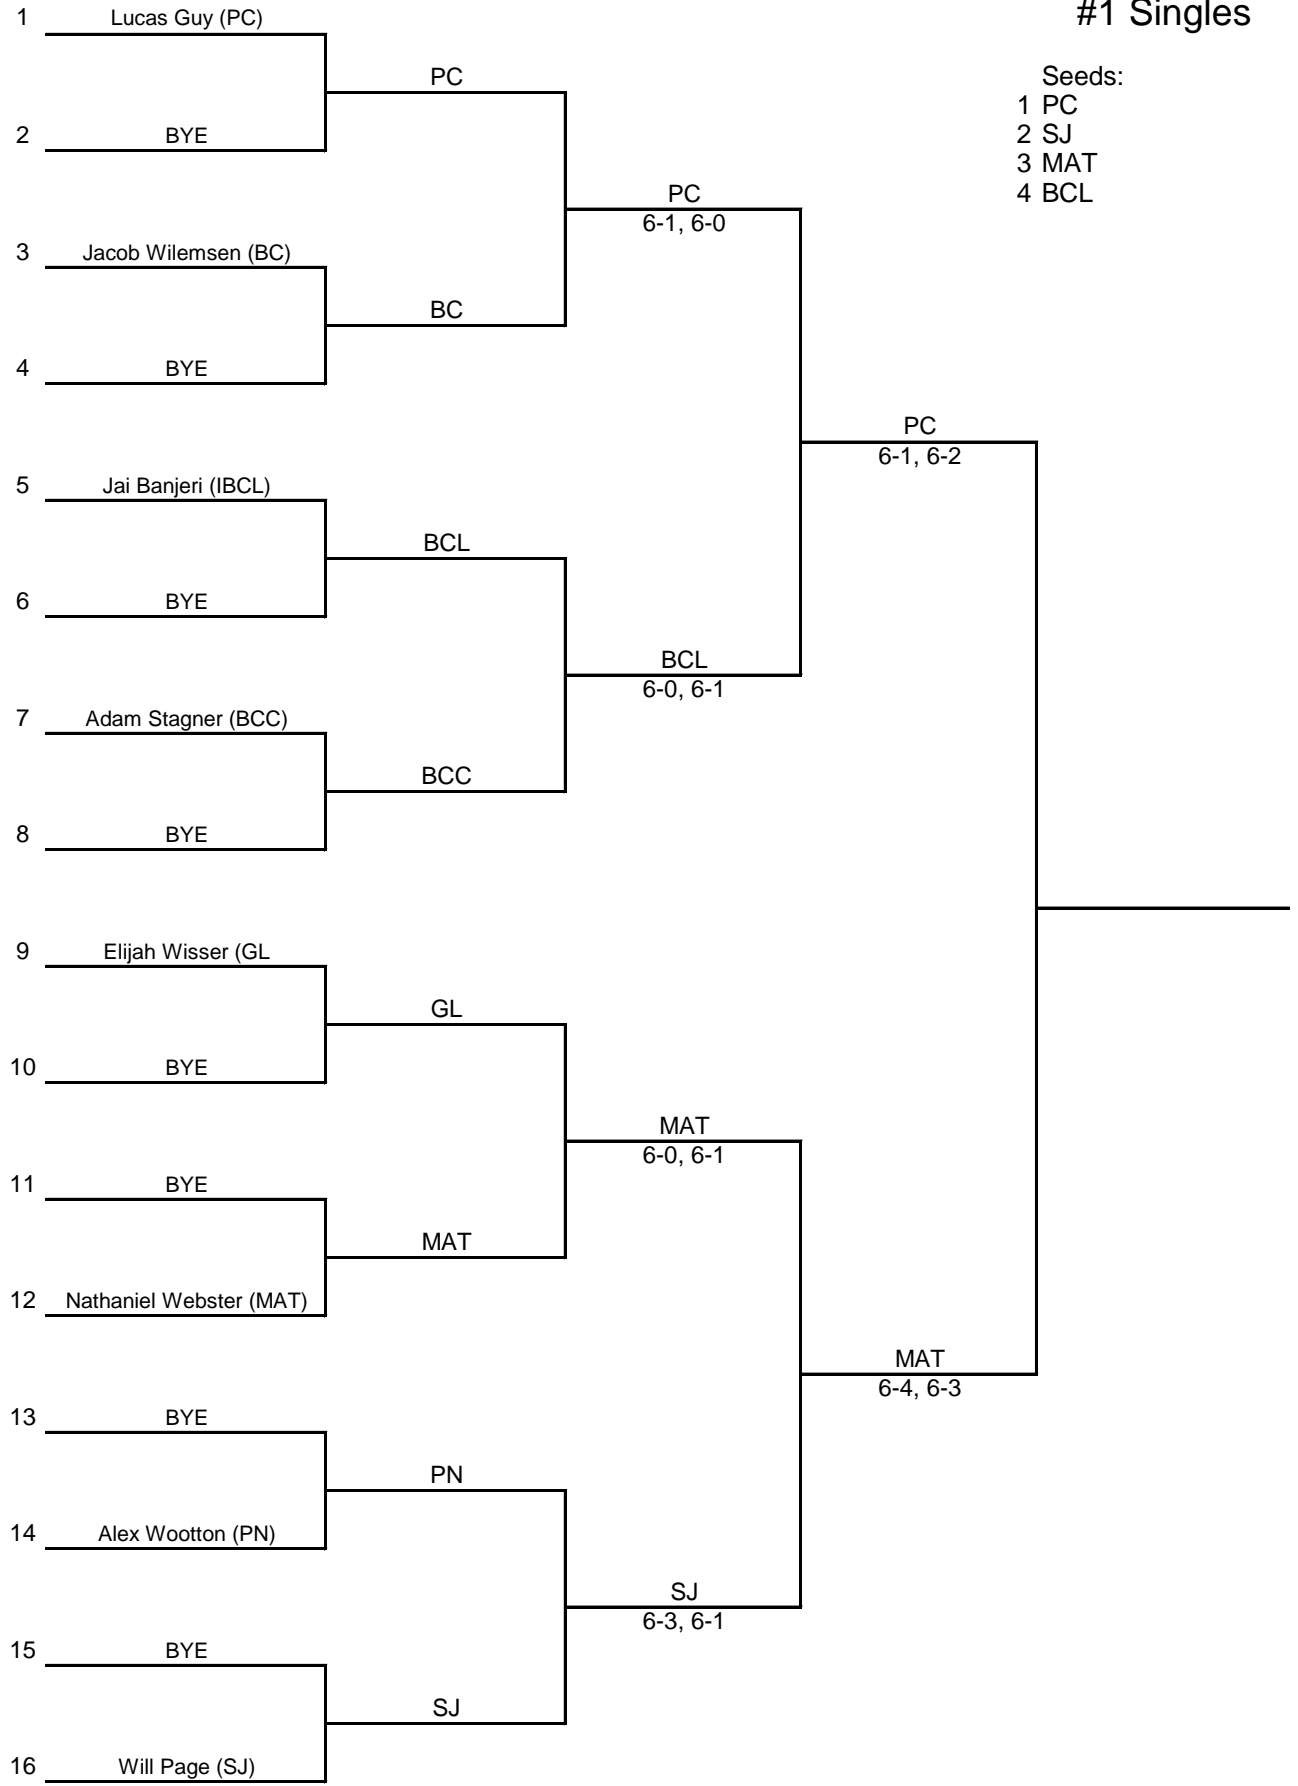 #1 Singles
Seeds:
1 PC
2 SJ
3 MAT
4 BCL
1 Lucas Guy (PC)
PC
2 BYE
PC
6-1, 6-0
3 Jacob Wilemsen (BC)
BC
4 BYE
PC
6-1, 6-2
5 Jai Banjeri (IBCL)
BCL
6 BYE
BCL
6-0, 6-1
7 Adam Stagner (BCC)
BCC
8 BYE
9 Elijah Wisser (GL
GL
10 BYE
MAT
6-0, 6-1
11 BYE
MAT
12 Nathaniel Webster (MAT)
MAT
6-4, 6-3
13 BYE
PN
14 Alex Wootton (PN)
SJ
6-3, 6-1
15 BYE
SJ
16 Will Page (SJ)